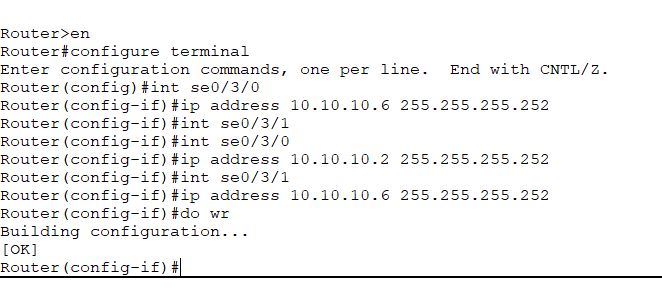 Router>en
Router#configure terminal
Enter configuration commands, one per line.  End with CNTL/Z.
Router(config)#int se0/3/0
Router(config-if)#ip address 10.10.10.6 255.255.255.252
Router(config-if)#int se0/3/1
Router(config-if)#int se0/3/0
Router(config-if)#ip address 10.10.10.2 255.255.255.252
Router(config-if)#int se0/3/1
Router(config-if)#ip address 10.10.10.6 255.255.255.252
Router(config-if)#do wr
Building configuration...
[OK]
Router(config-if)#